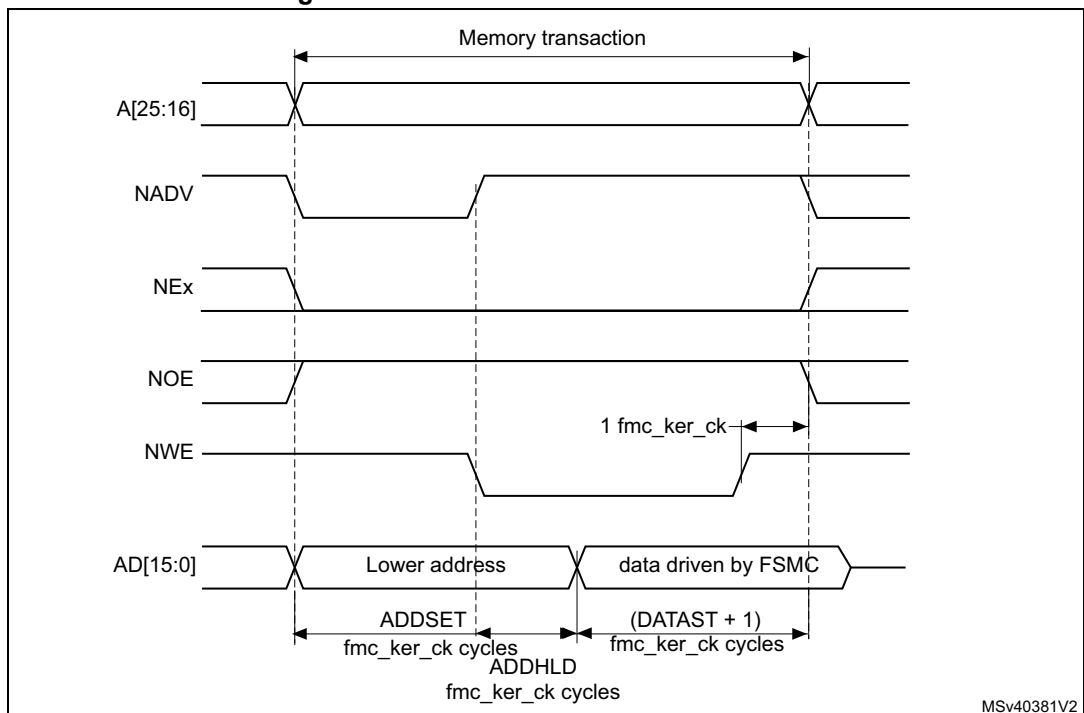 Memory transaction
A[25:16]
NADV
NEx
NOE
1 fmc_ker_ck
NWE
AD[15:0]
Lower address
data driven by FSMC
ADDSET
(DATAST + 1)
fmc_ker_ck cycles
fmc_ker_ck cycles
ADDHLD
fmc_ker_ck cycles
MSv40381V2